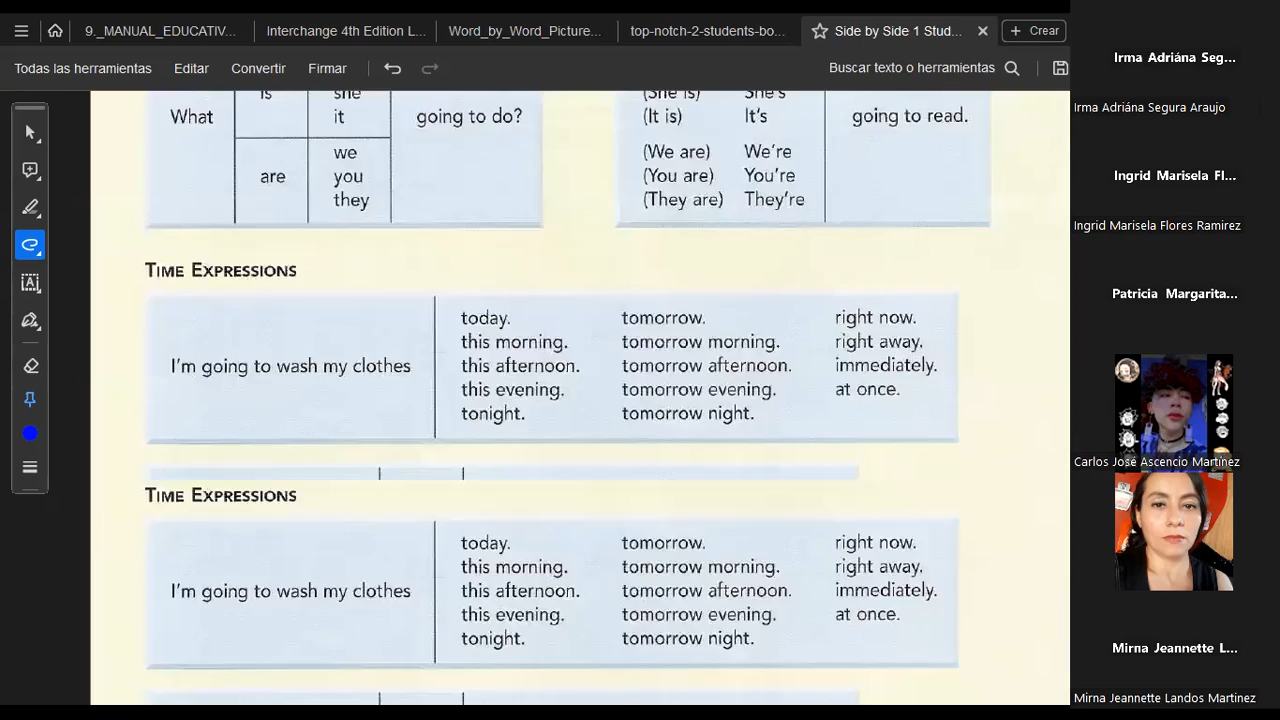 9._MANUAL_EDUCATIV...
Interchange 4th Edition L...
Word_by_Word_Picture...
top-notch-2-students-bo...
Side by Side 1 Stud...
Crear
Todas las herramientas
Editar
Convertir
Firmar
Buscar texto o herramientas
What
is
she
it
are
we
you
they
going to do?
(She is) She's
(It is) It's
(We are) We're
(You are) You're
(They are) They're
going to read.
TIME EXPRESSIONS
I'm going to wash my clothes
today.
this morning.
this afternoon.
this evening.
tonight.
tomorrow.
tomorrow morning.
tomorrow afternoon.
tomorrow evening.
tomorrow night.
right now.
right away.
immediately.
at once.
TIME EXPRESSIONS
I'm going to wash my clothes
today.
this morning.
this afternoon.
this evening.
tonight.
tomorrow.
tomorrow morning.
tomorrow afternoon.
tomorrow evening.
tomorrow night.
right now.
right away.
immediately.
at once.
Irma Adriána Seg...
Irma Adriána Segura Araujo
Ingrid Marisela Fl...
Ingrid Marisela Flores Ramirez
Patricia Margarita...
Carlos José Ascencio Martínez
Mirna Jeannette L...
Mirna Jeannette Landos Martinez